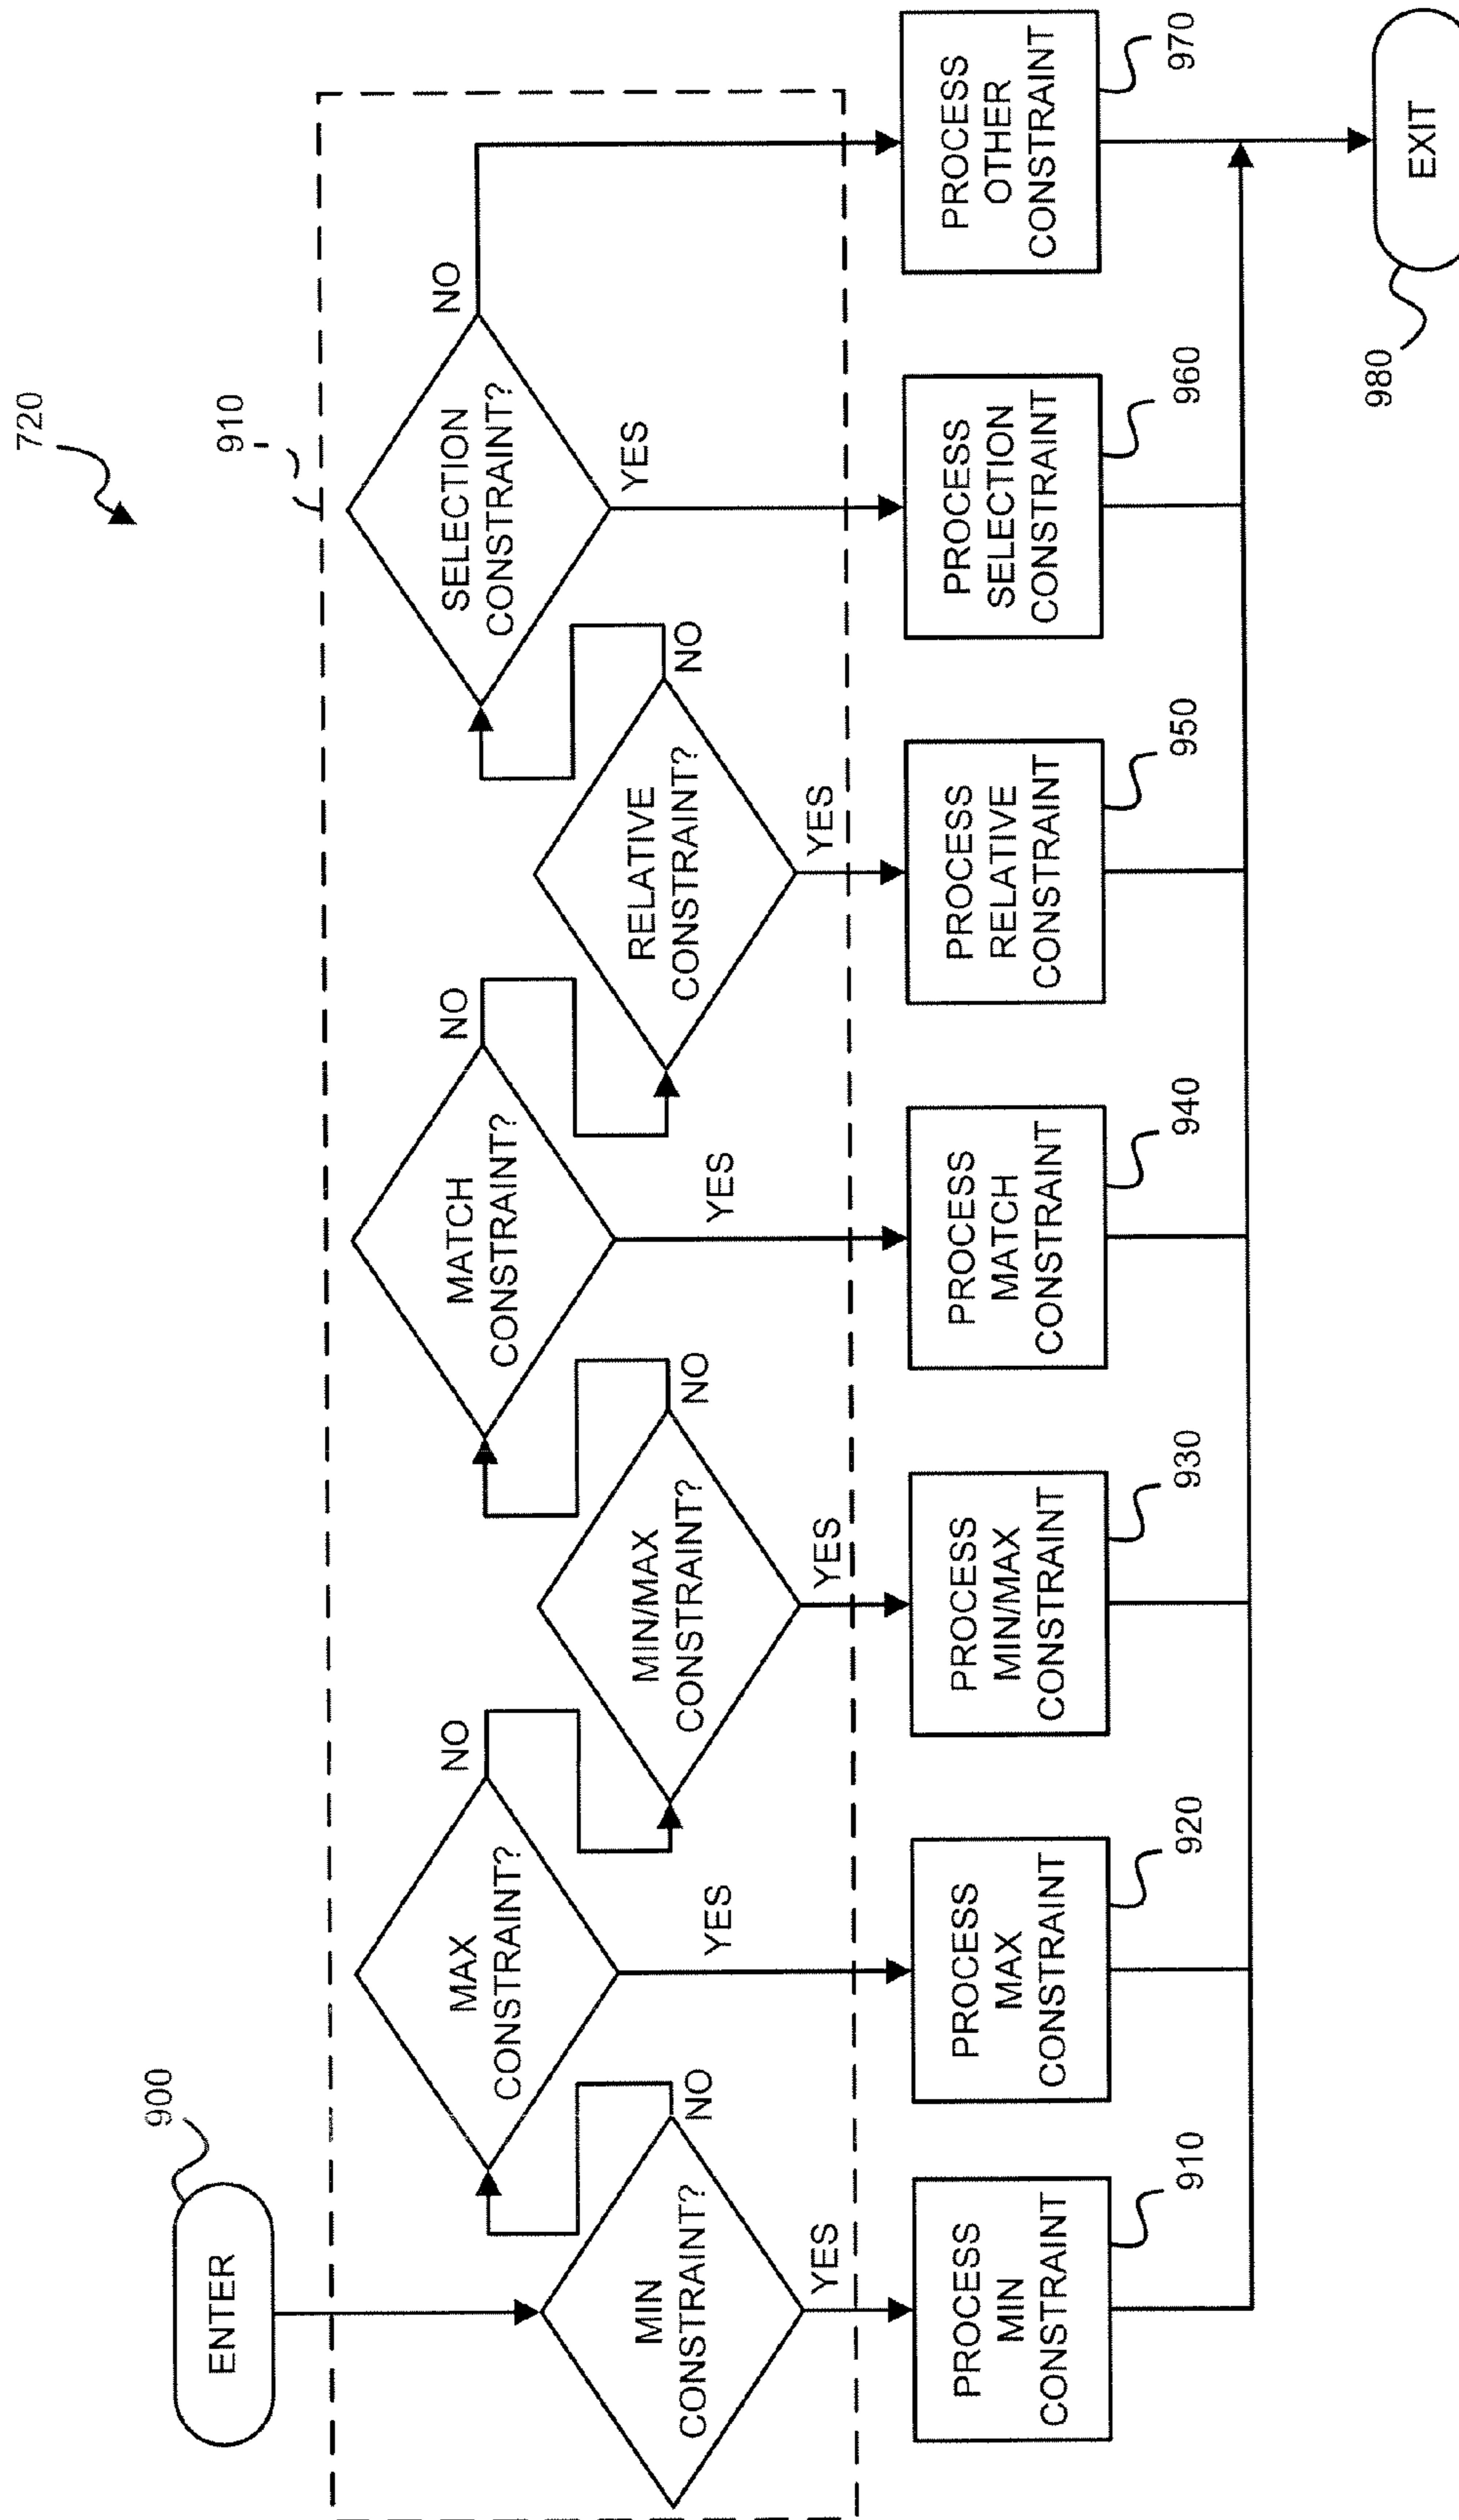 720
900
ENTER
910
MIN
CONSTRAINT?
NO
YES
MAX
CONSTRAINT?
NO
YES
MIN/MAX
CONSTRAINT?
NO
YES
MATCH
CONSTRAINT?
NO
YES
RELATIVE
CONSTRAINT?
NO
YES
SELECTION
CONSTRAINT?
NO
YES
PROCESS
MIN
CONSTRAINT
910
PROCESS
MAX
CONSTRAINT
920
PROCESS
MIN/MAX
CONSTRAINT
930
PROCESS
MATCH
CONSTRAINT
940
PROCESS
RELATIVE
CONSTRAINT
950
PROCESS
SELECTION
CONSTRAINT
960
PROCESS
OTHER
CONSTRAINT
970
980
EXIT